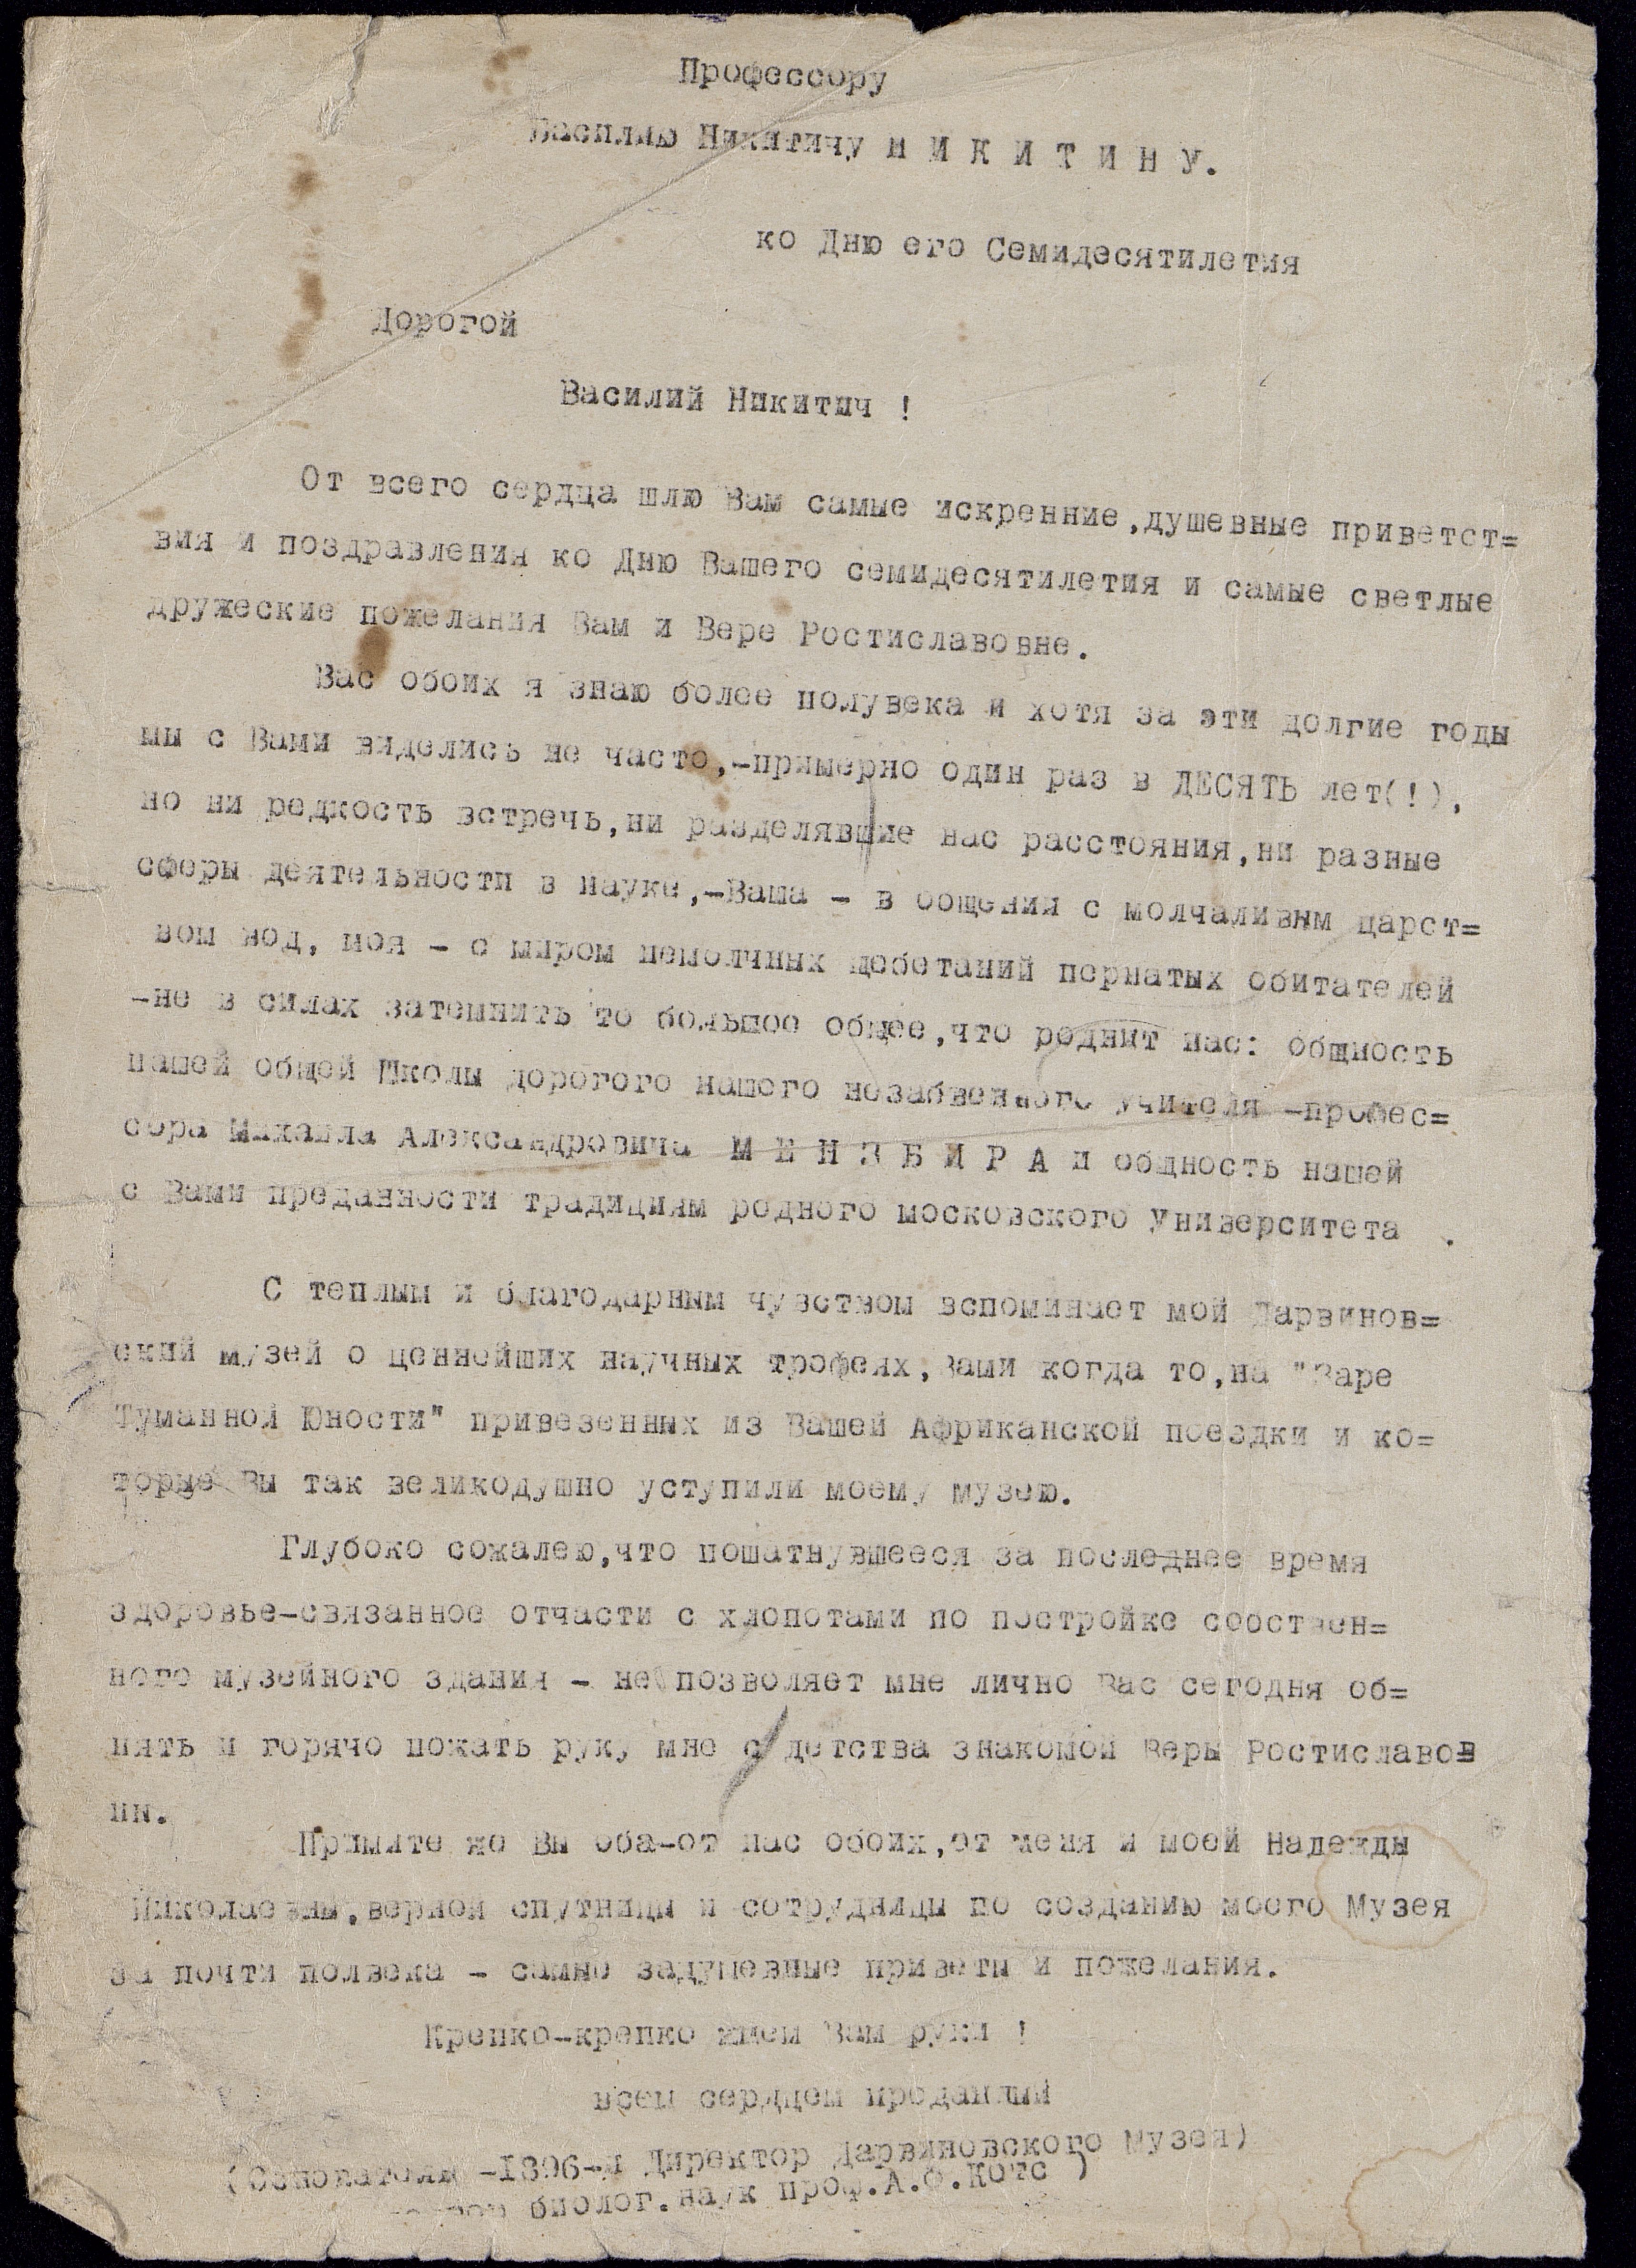 Профессору
Василию Никитичу Н И К И Т И Н У.
ко Дню его Семидесятилетия
Дорогой
Василий Никитич !
От всего сердца шлю Вам самые искренние,душевные приветст=
вия и поздравления ко Дню Вашего семидесятилетия и самые светлые
дружеские пожелания Вам и Вере Ростиславовне.
Вас обоих я знаю более полувека и хотя за эти долгие годы
мы с Вами виделись не часто,-примерно один раз в ДЕСЯТЬ лет(!),
но ни редкость встречь,ни разделявшие нас расстояния,ни разные
сферы деятельности в науке,-Ваша - в общении с молчаливым царст=
вом вод, моя - с миром немолчных щебетаний пернатых обитателей
-не в силах затемнить то большое общее,что роднит нас: общность
нашей общей Школы дорогого нашего незабвенного учителя -профес=
сора Михаила Александровича М Е Н З Б И Р А и общность нашей
с Вами преданности традициям родного московского Университета .
С теплым и благодарным чувством вспоминает мой Дарвинов=
ский музей о ценнейших научных трофеях,Вами когда то,на "Заре
Туманной Юности" привезенных из Вашей Африканской поездки и ко=
торые Вы так великодушно уступили моему музею.
Глубоко сожалею,что пошатнувшееся за последнее время
здоровье-связанное отчасти с хлопотами по постройке собствен=
ного музейного здания - не позволяет мне лично Вас сегодня об=
нять и горячо пожать руку мне с детства знакомой Веры Ростиславов
ны.
Примите же Вы оба-от нас обоих,от меня и моей Надежды
Николаевны,верной спутницы и сотрудницы по созданию моего Музея
за почти полвека - самые задушевные приветы и пожелания.
Крепко-крепко жмем Вам руки !
всем сердцем преданный
(Основатель -1896-и Директор Дарвиновского Музея)
биолог.наук проф.А.Ф.Котс )